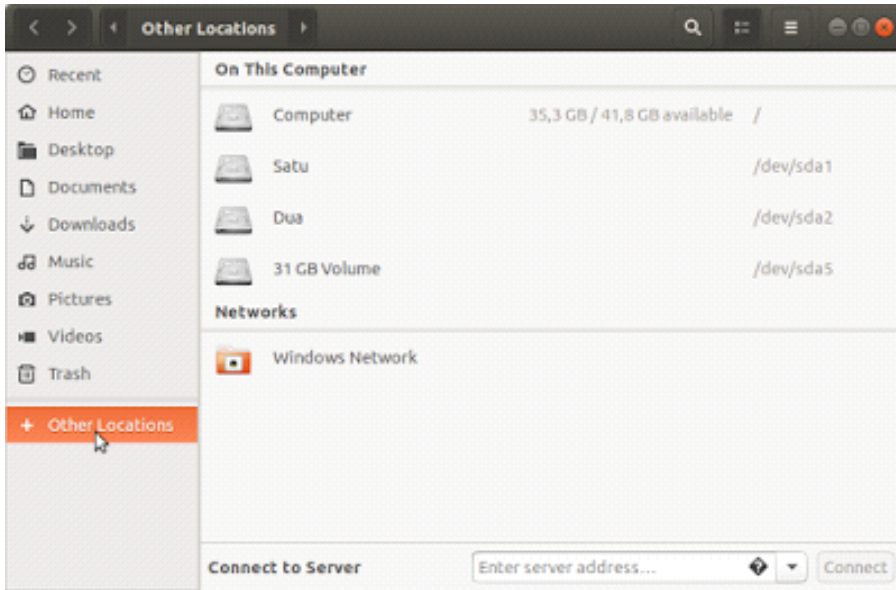 Other Locations
Recent
Home
Desktop
Documents
Downloads
Music
Pictures
Videos
Trash
+ Other Locations
On This Computer
Computer 35,3 GB / 41,8 GB available /
Satu /dev/sda1
Dua /dev/sda2
31 GB Volume /dev/sda5
Networks
Windows Network
Connect to Server Enter server address... Connect